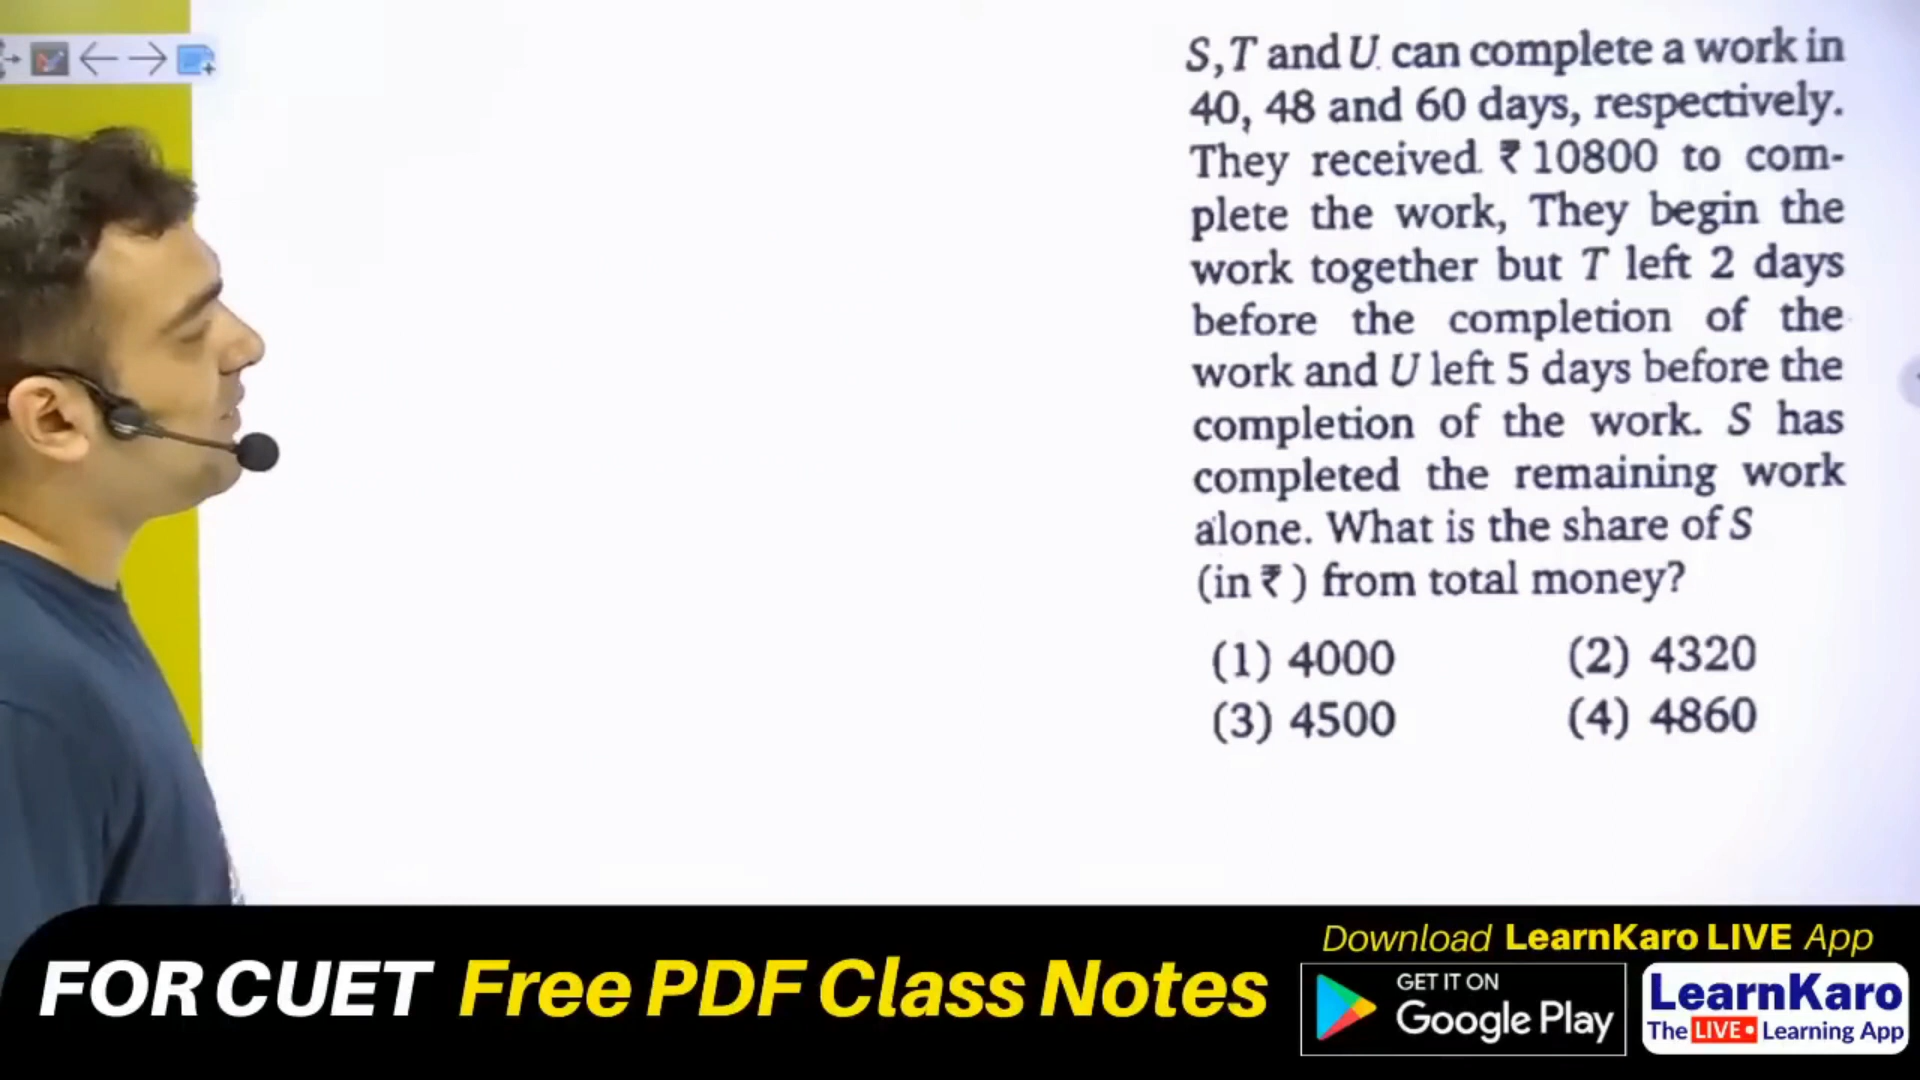 S, T and U can complete a work in
40, 48 and 60 days, respectively.
They received ₹ 10800 to com-
plete the work, They begin the
work together but T left 2 days
before the completion of the
work and U left 5 days before the
completion of the work. S has
completed the remaining work
alone. What is the share of S
(in ₹ ) from total money?
(1) 4000 (2) 4320
(3) 4500 (4) 4860
FOR CUET Free PDF Class Notes
Download LearnKaro LIVE App
GET IT ON
Google Play
LearnKaro
The LIVE Learning App